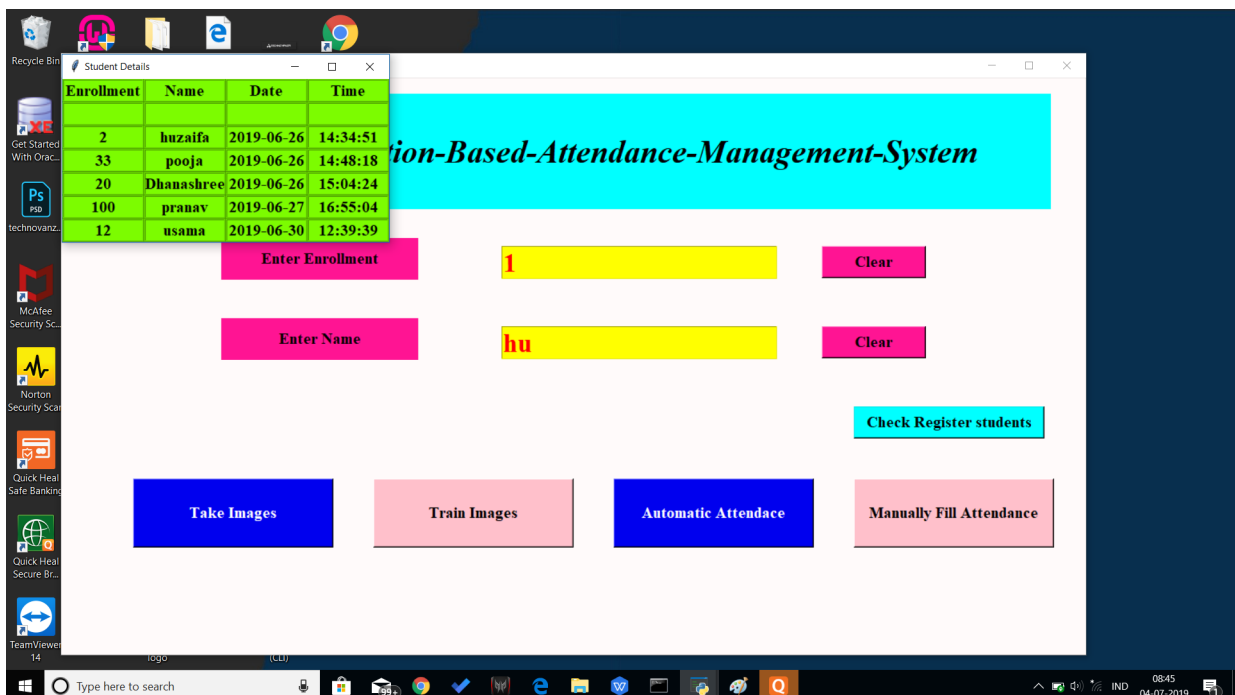 Recycle Bin
Student Details
Enrollment Name Date Time
2 huzaifa 2019-06-26 14:34:51
33 pooja 2019-06-26 14:48:18
20 Dhanashree 2019-06-26 15:04:24
100 pranav 2019-06-27 16:55:04
12 usama 2019-06-30 12:39:39
tion-Based-Attendance-Management-System
XE
Get Started
With Orac...
Ps
PSD
technovanz...
Enter Enrollment 1 Clear
McAfee
Security Sc...
Enter Name hu Clear
Norton
Security Scan
Check Register students
Quick Heal
Safe Banking
Take Images Train Images Automatic Attendace Manually Fill Attendance
Quick Heal
Secure Br...
TeamViewer
14
logo
(CLI)
Type here to search
99+
IND
08:45
04-07-2019